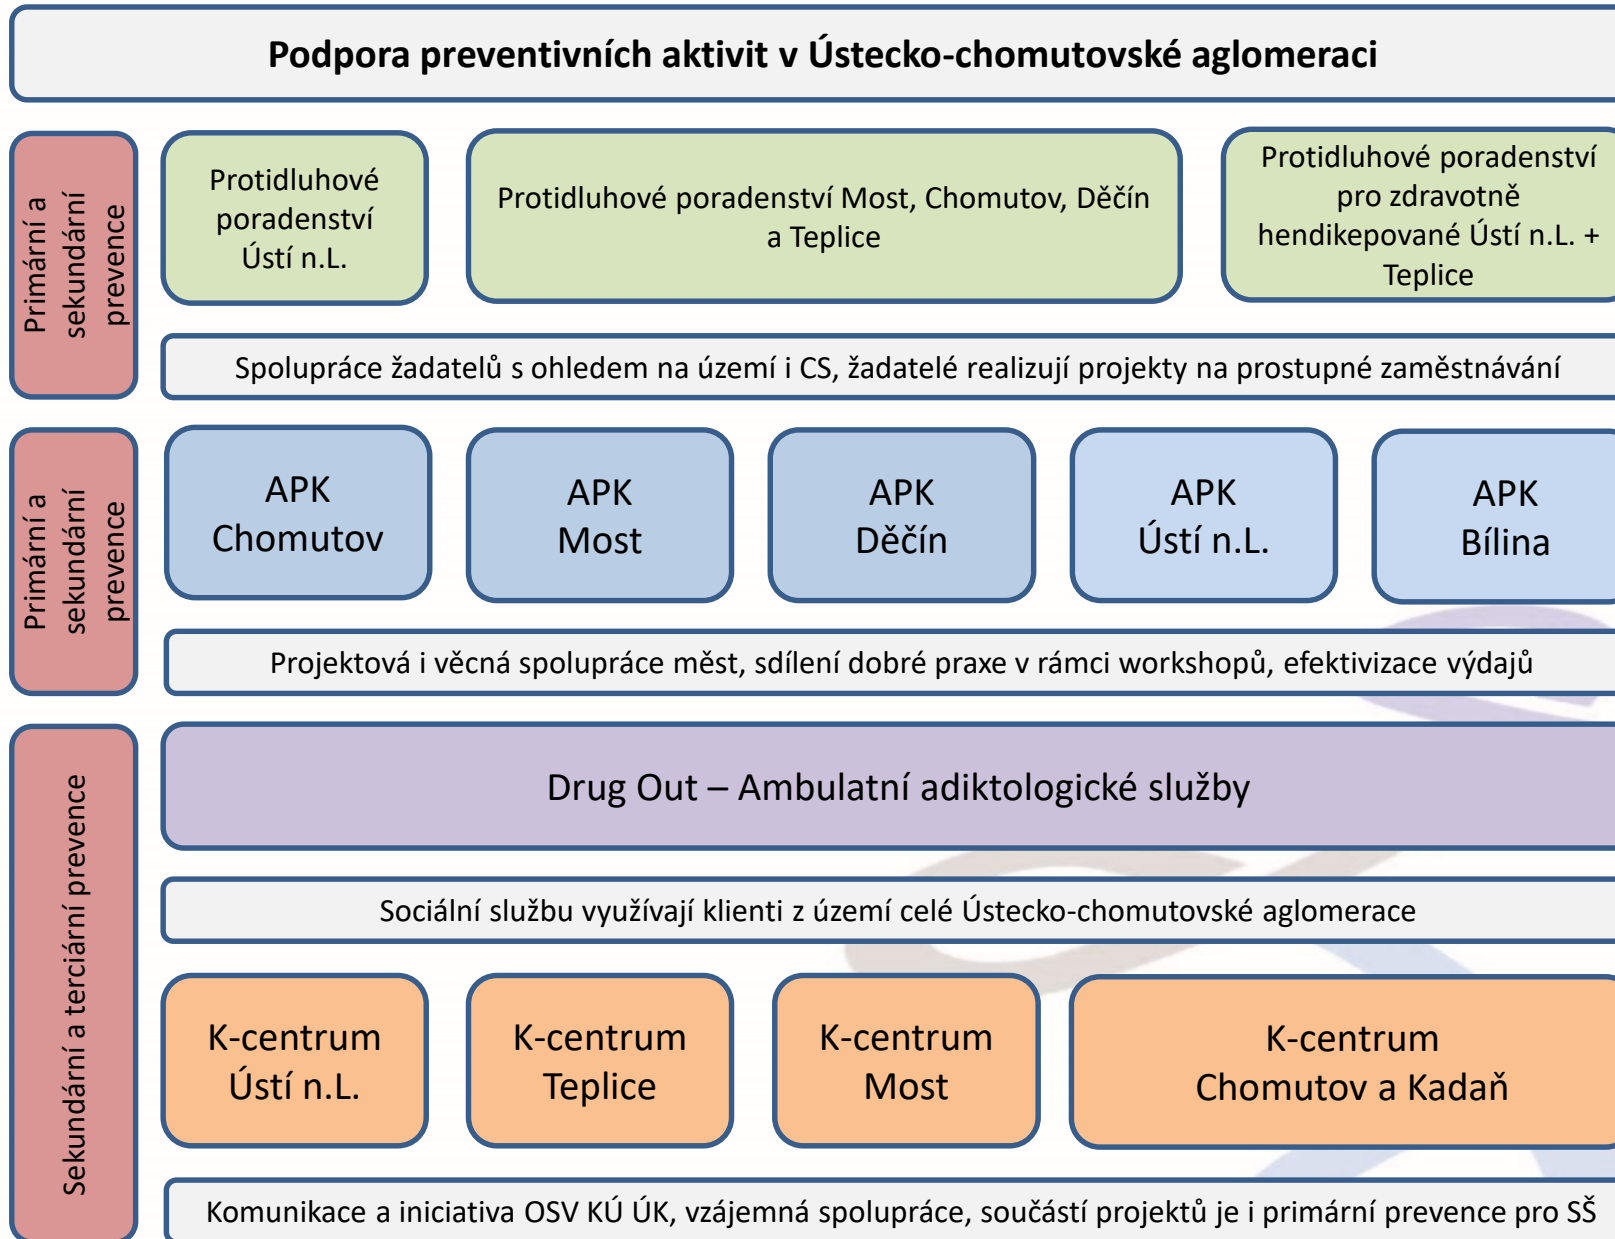 Podpora preventivních aktivit v Ústecko-chomutovské aglomeraci
Primární a
sekundární
prevence
Protidluhové
poradenství
Ústí n.L.
Protidluhové poradenství Most, Chomutov, Děčín
a Teplice
Protidluhové poradenství
pro zdravotně
hendikepované Ústí n.L. +
Teplice
Spolupráce žadatelů s ohledem na území i CS, žadatelé realizují projekty na prostupné zaměstnávání
Primární a
sekundární
prevence
APK
Chomutov
APK
Most
APK
Děčín
APK
Ústí n.L.
APK
Bílina
Projektová i věcná spolupráce měst, sdílení dobré praxe v rámci workshopů, efektivizace výdajů
Sekundární a terciární prevence
Drug Out – Ambulatní adiktologické služby
Sociální službu využívají klienti z území celé Ústecko-chomutovské aglomerace
K-centrum
Ústí n.L.
K-centrum
Teplice
K-centrum
Most
K-centrum
Chomutov a Kadaň
Komunikace a iniciativa OSV KÚ ÚK, vzájemná spolupráce, součástí projektů je i primární prevence pro SŠ